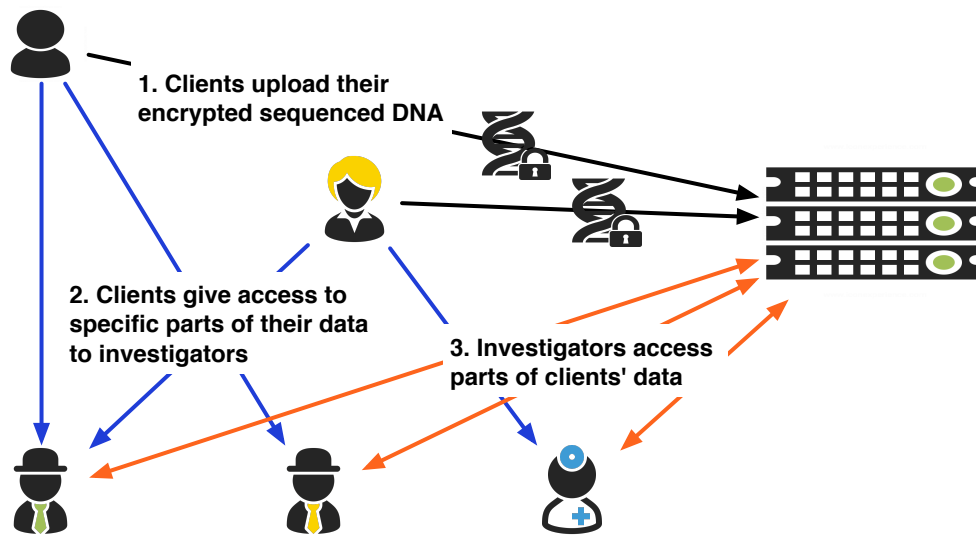 1. Clients upload their
encrypted sequenced DNA
2. Clients give access to
specific parts of their data
to investigators
3. Investigators access
parts of clients' data